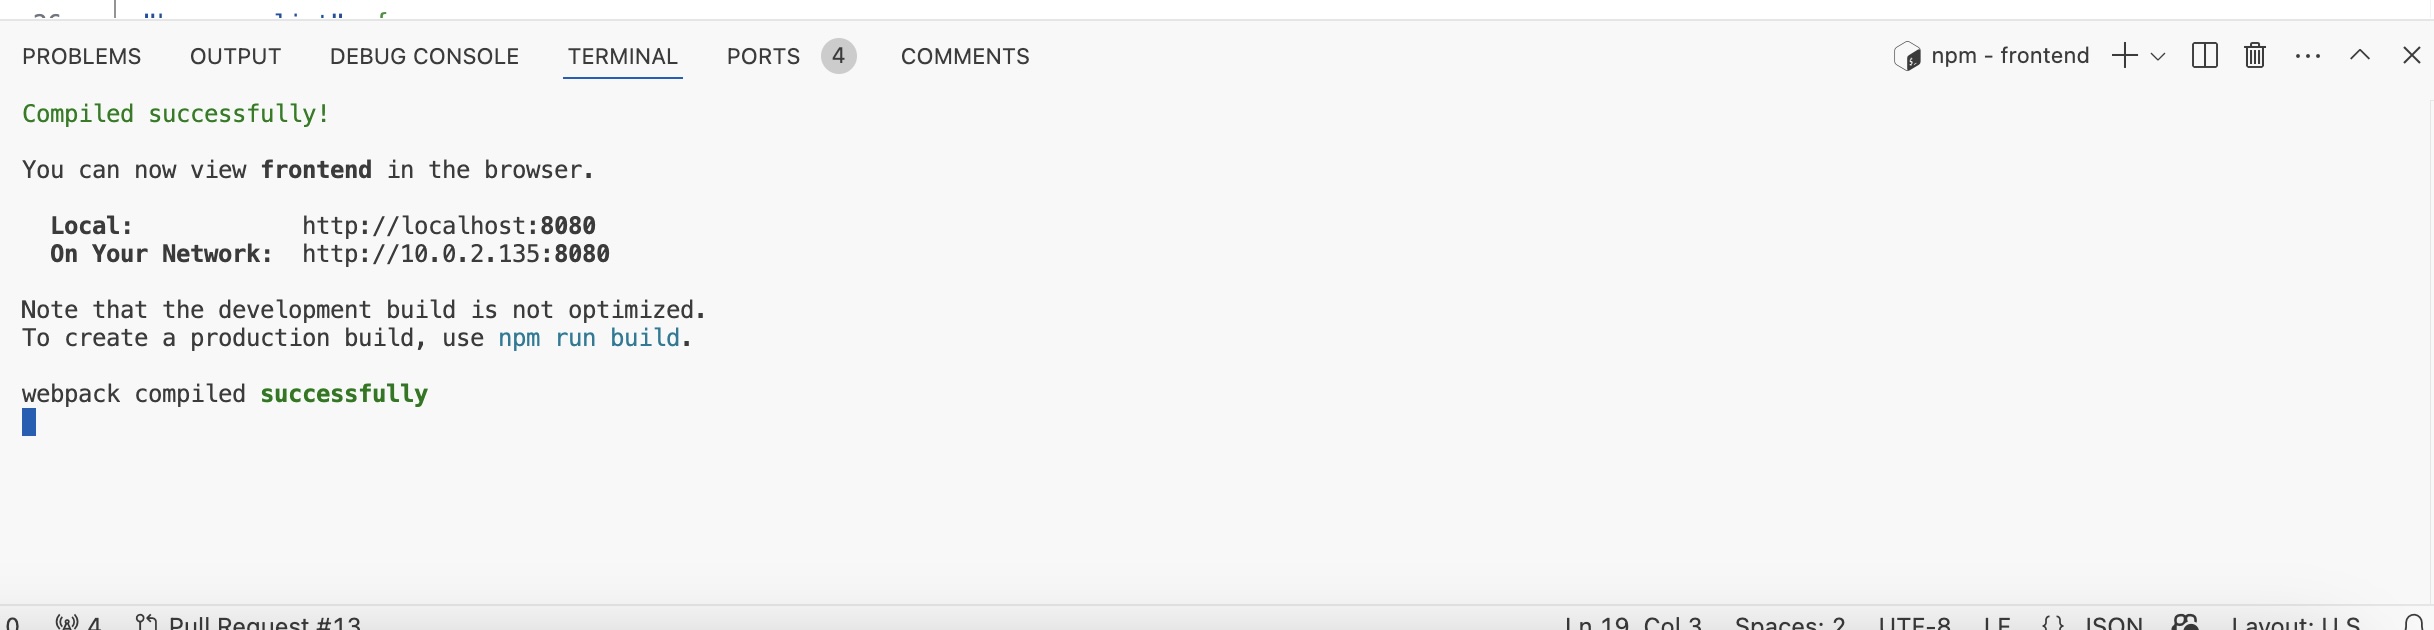 PROBLEMS OUTPUT DEBUG CONSOLE TERMINAL PORTS 4 COMMENTS npm - frontend
Compiled successfully!
You can now view frontend in the browser.
Local: http://localhost:8080
On Your Network: http://10.0.2.135:8080
Note that the development build is not optimized.
To create a production build, use npm run build.
webpack compiled successfully
0 4 Pull Request #13 Ln 19, Col 3 Spaces: 2 UTF-8 LF {} JSON Layout: U.S.